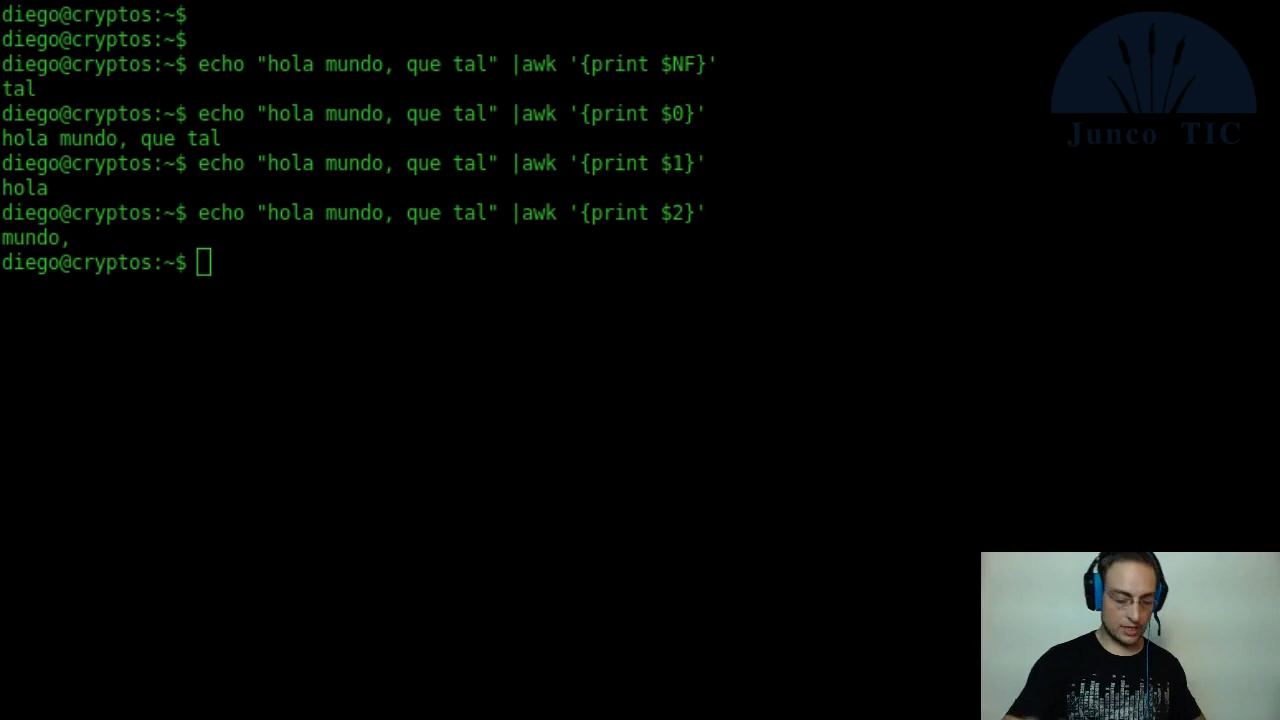 diego@cryptos:~$
diego@cryptos:~$
diego@cryptos:~$ echo "hola mundo, que tal" |awk '{print $NF}'
tal
diego@cryptos:~$ echo "hola mundo, que tal" |awk '{print $0}'
hola mundo, que tal
diego@cryptos:~$ echo "hola mundo, que tal" |awk '{print $1}'
hola
diego@cryptos:~$ echo "hola mundo, que tal" |awk '{print $2}'
mundo,
diego@cryptos:~$
Junco TIC